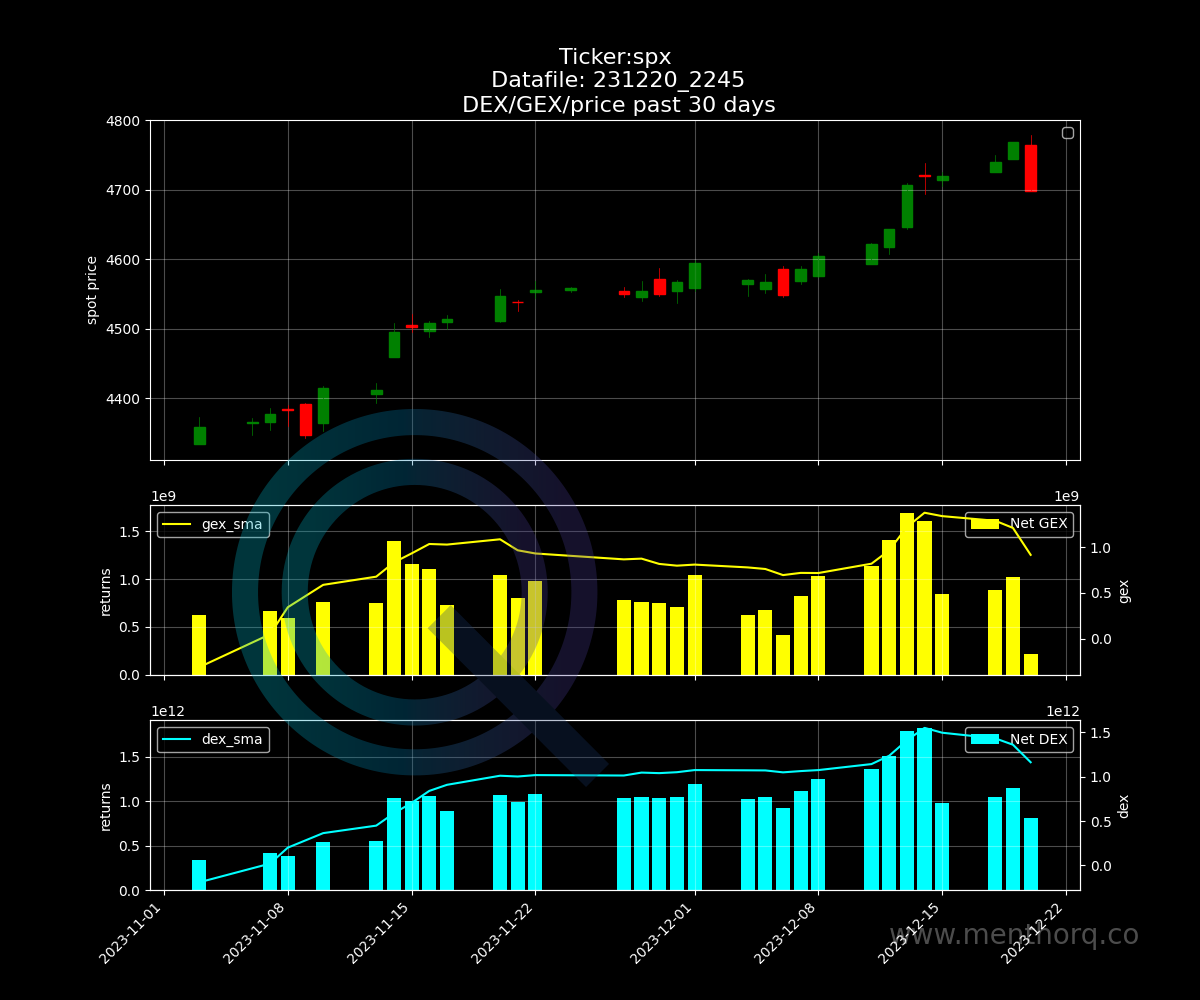 Ticker:spx
Datafile: 231220_2245
DEX/GEX/price past 30 days
4800
4700
4600
4500
4400
spot price
1e9
1e9
gex_sma
Net GEX
1.5
1.0
0.5
0.0
returns
1.0
0.5
0.0
gex
1e12
1e12
dex_sma
Net DEX
1.5
1.0
0.5
0.0
returns
1.5
1.0
0.5
0.0
dex
2023-11-01
2023-11-08
2023-11-15
2023-11-22
2023-12-01
2023-12-08
2023-12-15
2023-12-22
www.menthorq.co